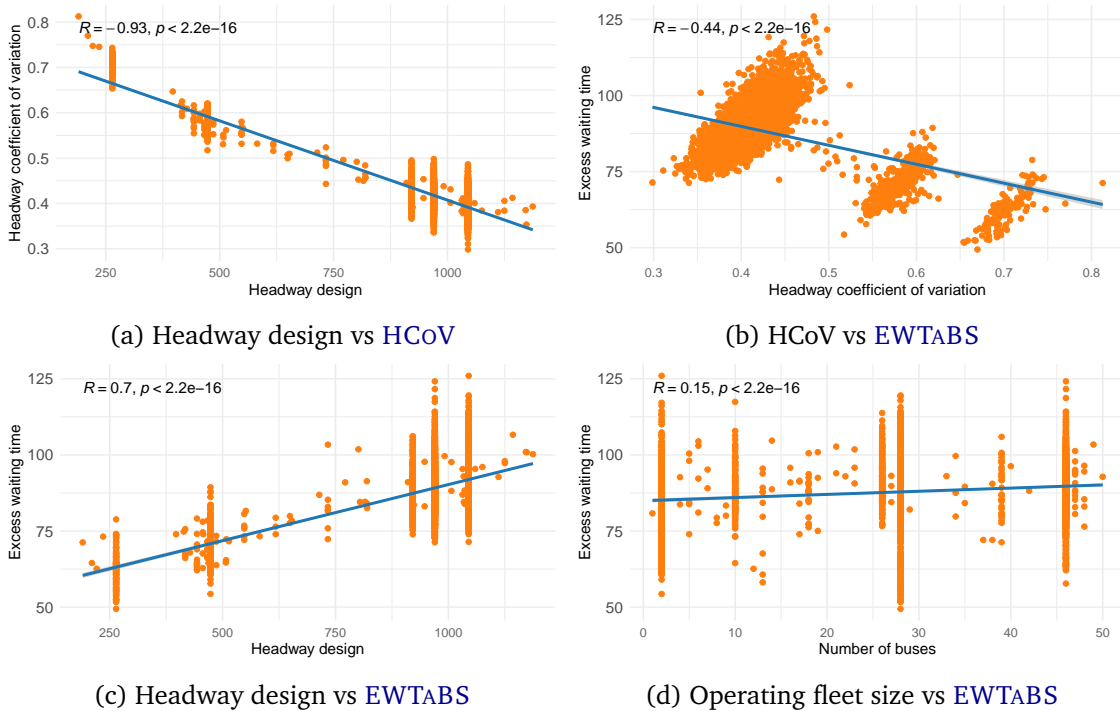 R = −0.93, p < 2.2e−16
Headway coefficient of variation
0.8
0.7
0.6
0.5
0.4
0.3
250
500
750
1000
Headway design
(a) Headway design vs HCOV
R = −0.44, p < 2.2e−16
Excess waiting time
125
100
75
50
0.3
0.4
0.5
0.6
0.7
0.8
Headway coefficient of variation
(b) HCoV vs EWTABS
R = 0.7, p < 2.2e−16
Excess waiting time
125
100
75
50
250
500
750
1000
Headway design
(c) Headway design vs EWTABS
R = 0.15, p < 2.2e−16
Excess waiting time
125
100
75
50
0
10
20
30
40
50
Number of buses
(d) Operating fleet size vs EWTABS